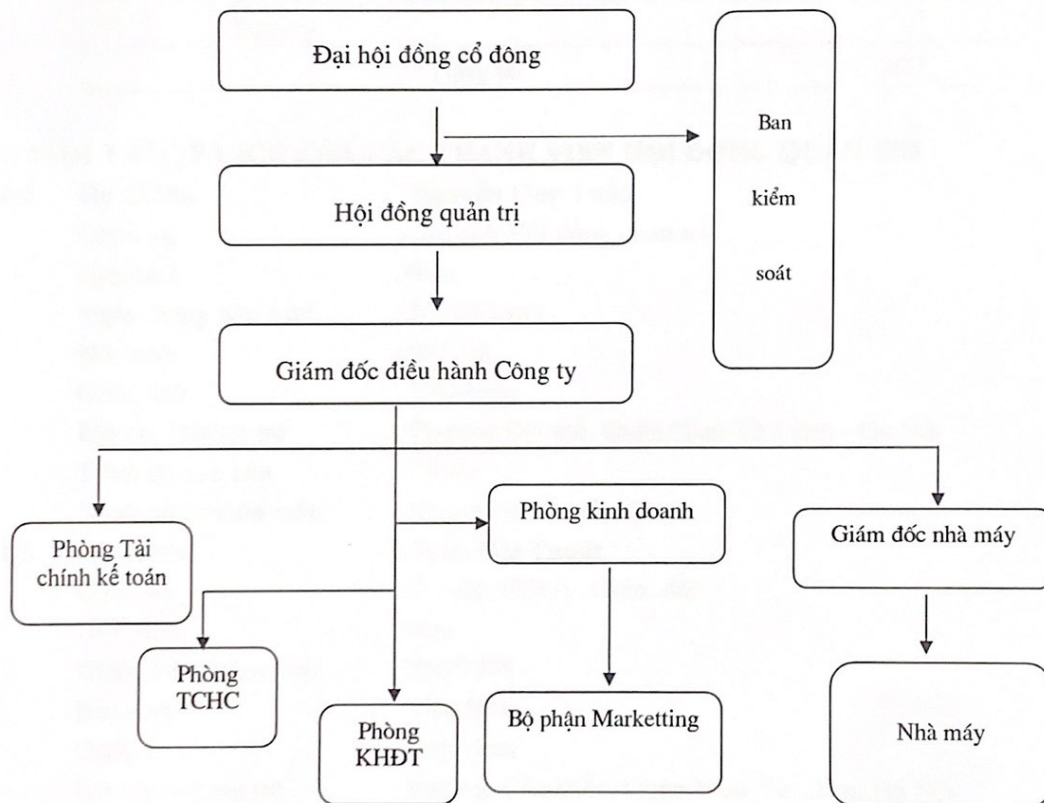 Đại hội đồng cổ đông
Ban
kiểm
soát
Hội đồng quản trị
Giám đốc điều hành Công ty
Phòng Tài
chính kế toán
Phòng kinh doanh
Giám đốc nhà máy
Phòng
TCHC
Phòng
KHĐT
Bộ phận Marketting
Nhà máy